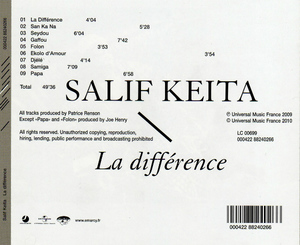 01 La Différence 4'04
02 San Ka Na 5'28
03 Seydou 6'04
04 Gaffou 7'42
05 Folon 3'53
06 Ekolo d'Amour 3'54
07 Djélé 4'14
08 Samiga 7'09
09 Papa 6'58
Total 49'36
SALIF KEITA
La différence
All tracks produced by Patrice Renson
Except «Papa» and «Folon» produced by Joe Henry
All rights reserved. Unauthorized copying, reproduction,
hiring, lending, public performance and broadcasting prohibited
℗ Universal Music France 2009
© Universal Music France 2010
LC 00699
000422 88240266
www.emarcy.fr
000422 88240266
Salif Keita La différence